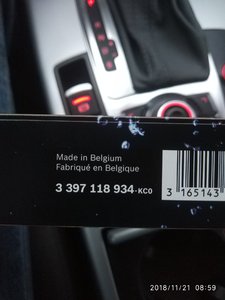 Made in Belgium
Fabriqué en Belgique
3 397 118 934-KC0
3 165143
2018/11/21 08:59